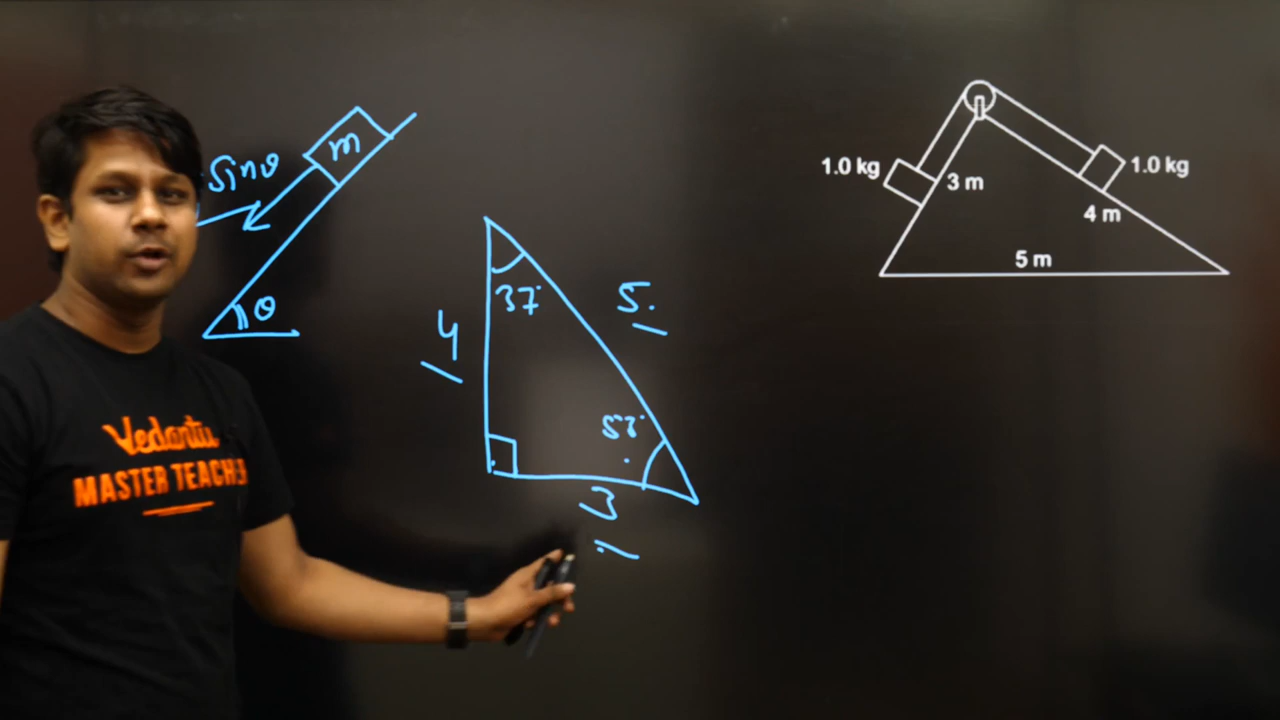 Sinθ
m
θ
37°
4
5.
53°
3
Vedantu
MASTER TEACHER
1.0 kg
1.0 kg
3 m
4 m
5 m